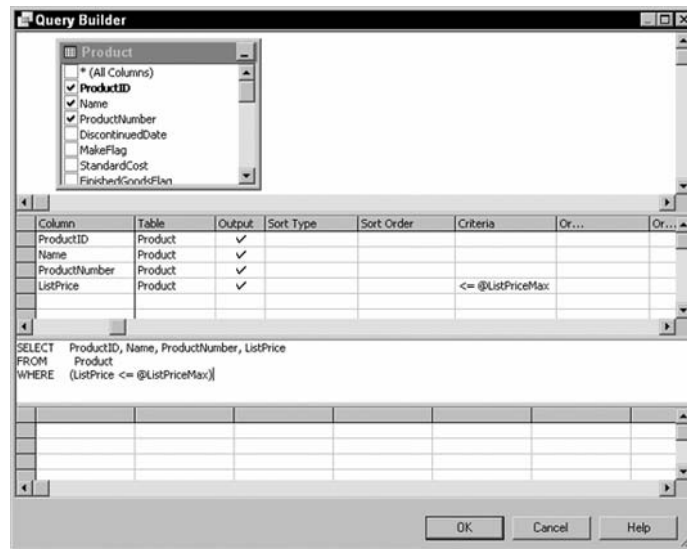 Query Builder
Product
* (All Columns)
ProductID
Name
ProductNumber
DiscontinuedDate
MakeFlag
StandardCost
FinishedGoodsFlag
Column Table Output Sort Type Sort Order Criteria Or... Or...
ProductID Product
Name Product
ProductNumber Product
ListPrice Product <= @ListPriceMax
SELECT ProductID, Name, ProductNumber, ListPrice
FROM Product
WHERE (ListPrice <= @ListPriceMax)
OK Cancel Help